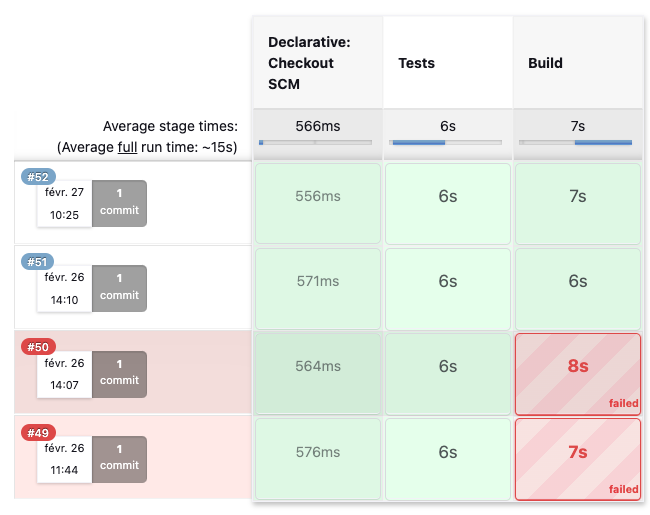 Declarative:
Checkout
SCM
Tests
Build
Average stage times:
(Average full run time: ~15s)
566ms
6s
7s
#52
févr. 27
10:25
1
commit
556ms
6s
7s
#51
févr. 26
14:10
1
commit
571ms
6s
6s
#50
févr. 26
14:07
1
commit
564ms
6s
8s
failed
#49
févr. 26
11:44
1
commit
576ms
6s
7s
failed